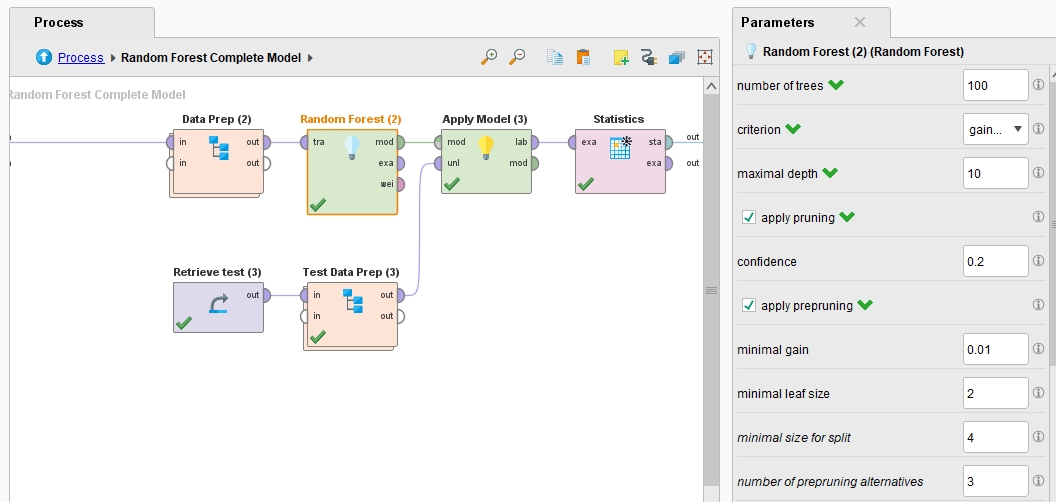 Process
Process
Random Forest Complete Model
Random Forest Complete Model
Data Prep (2)
in
out
in
out
Random Forest (2)
tra
mod
exa
wei
Apply Model (3)
mod
lab
unl
mod
Statistics
exa
sta
exa
out
out
Retrieve test (3)
out
Test Data Prep (3)
in
out
in
out
Parameters
Random Forest (2) (Random Forest)
number of trees
100
criterion
gain...
maximal depth
10
apply pruning
confidence
0.2
apply prepruning
minimal gain
0.01
minimal leaf size
2
minimal size for split
4
number of prepruning alternatives
3